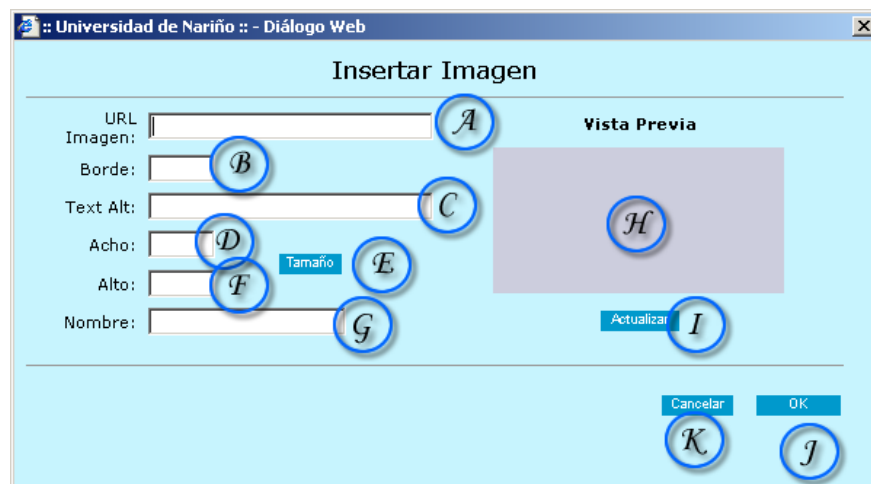 :: Universidad de Nariño :: - Diálogo Web
Insertar Imagen
URL
Imagen:
A
Vista Previa
Borde:
B
Text Alt:
C
H
Acho:
D
Tamaño
E
Alto:
F
Nombre:
G
Actualizar
I
Cancelar
OK
K
J